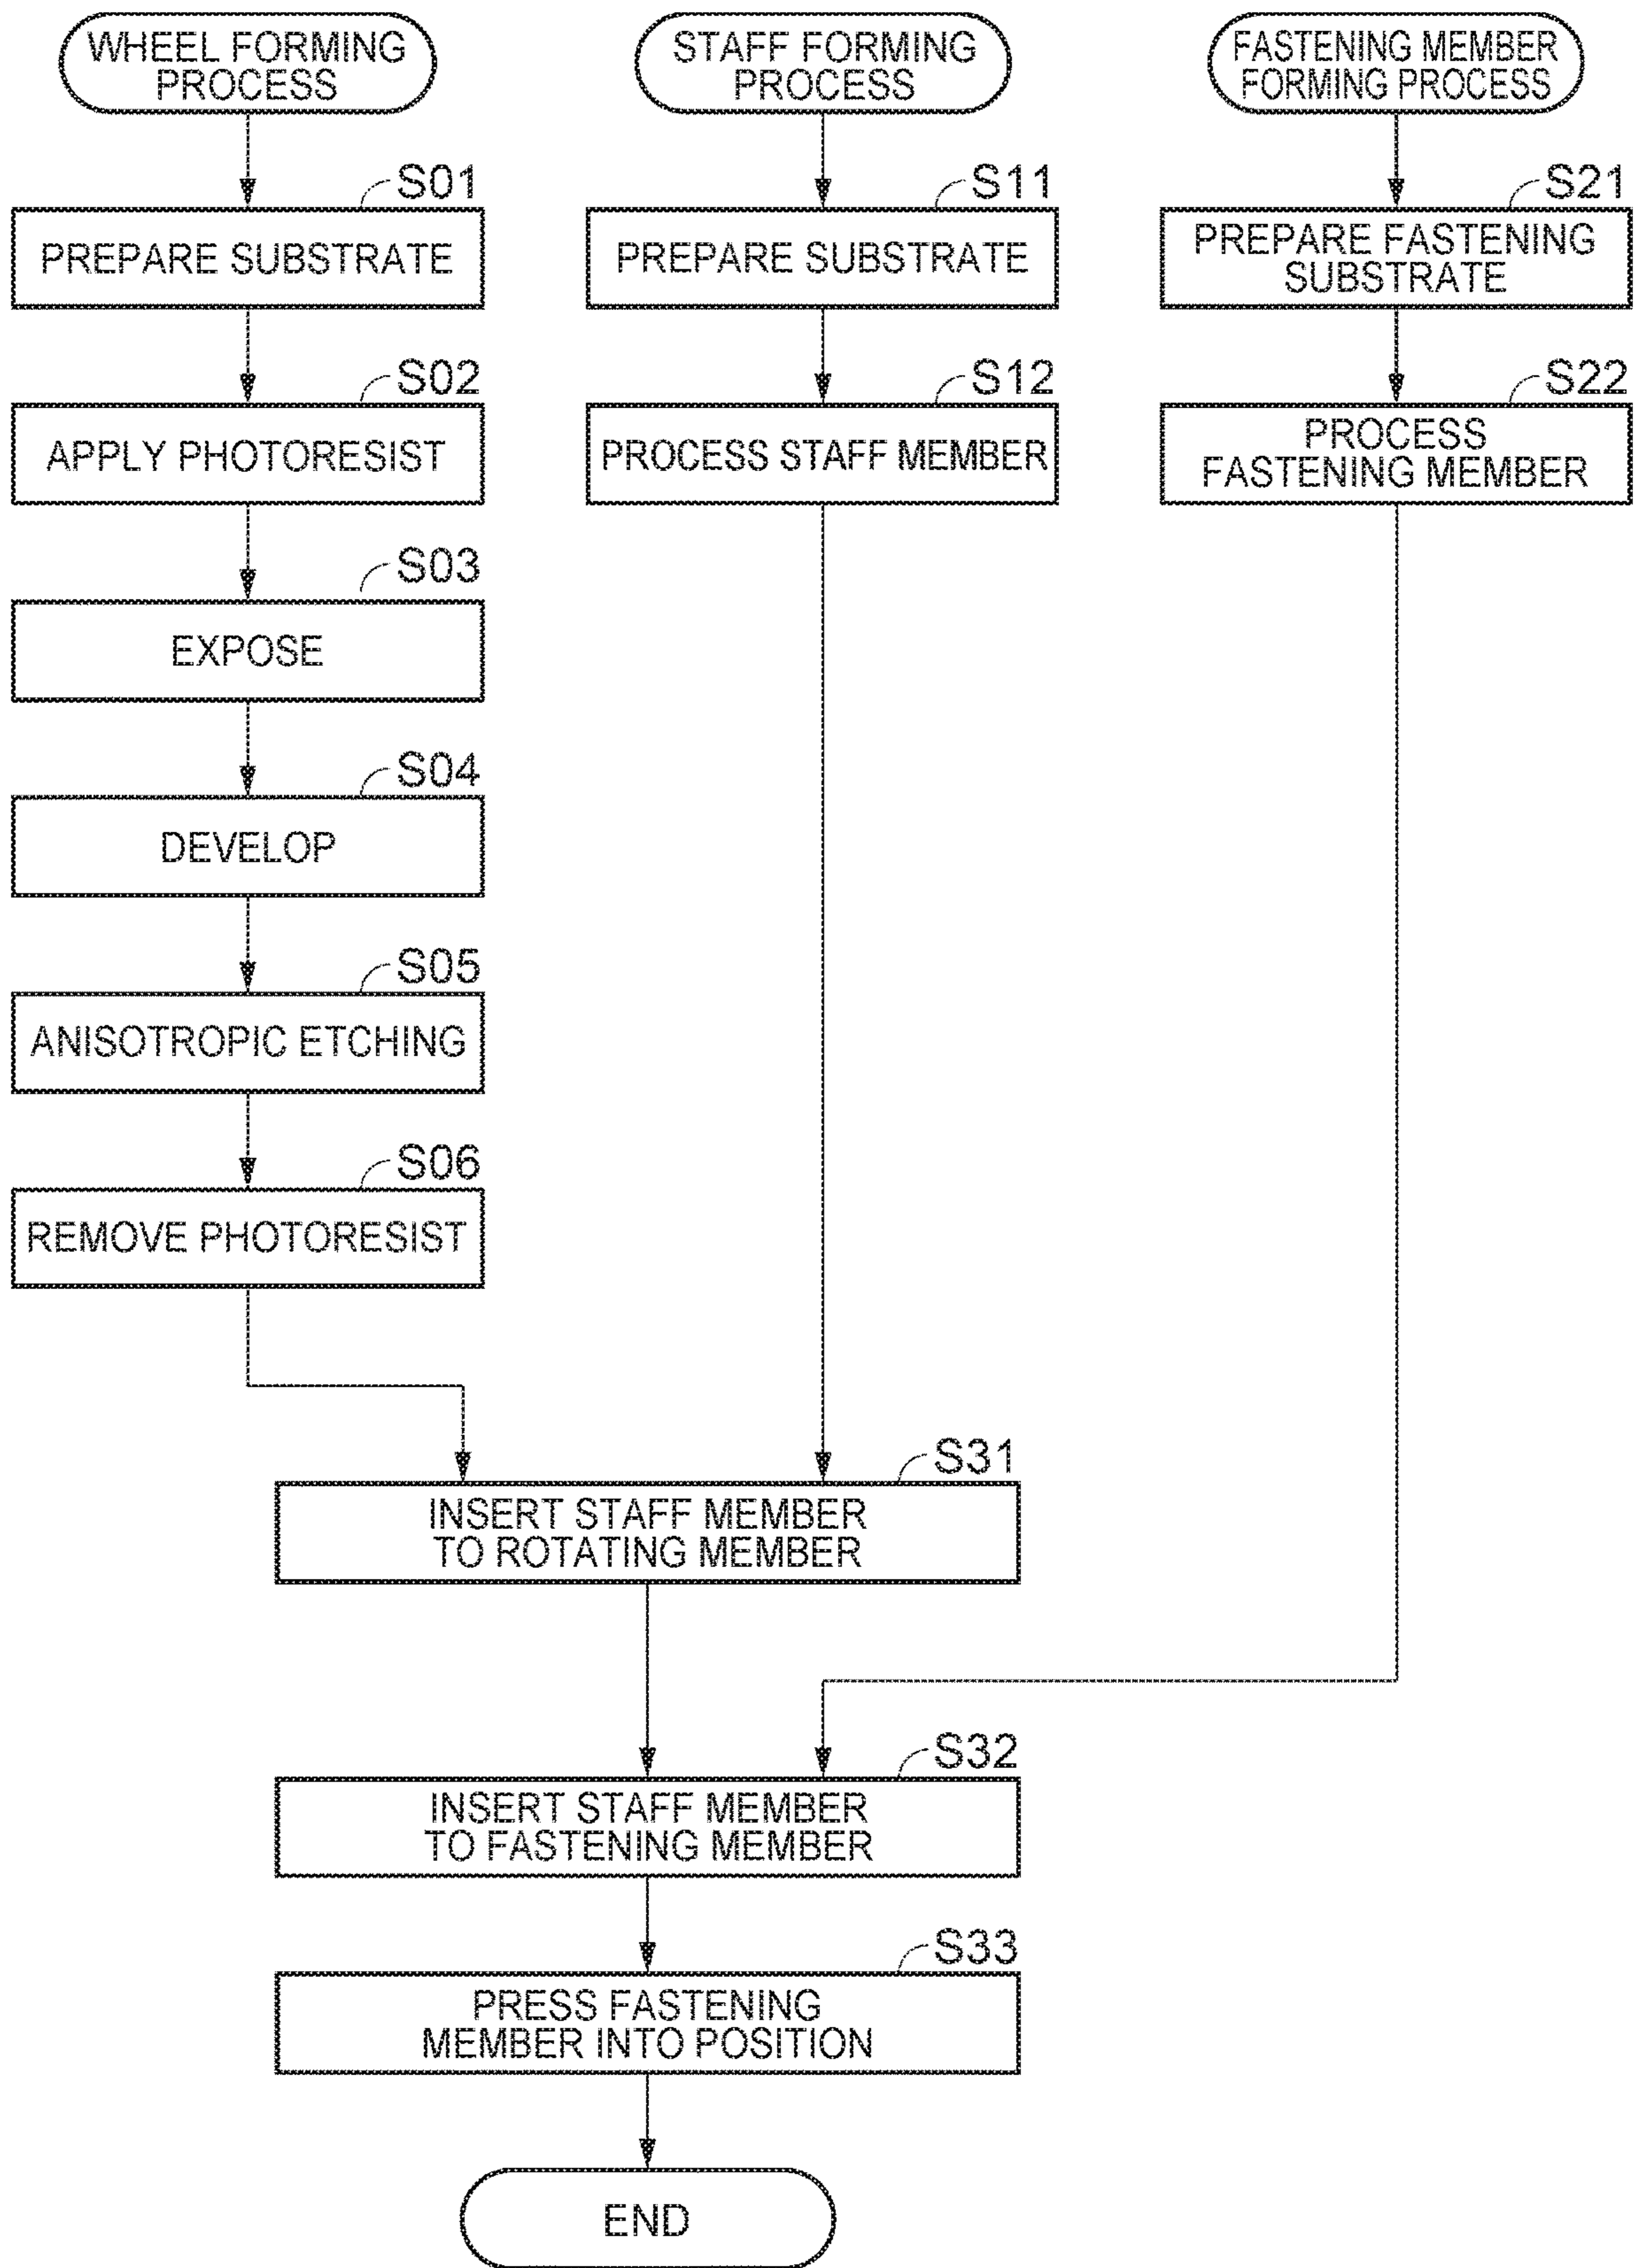 WHEEL FORMING
PROCESS
S01
PREPARE SUBSTRATE
S02
APPLY PHOTORESIST
S03
EXPOSE
S04
DEVELOP
S05
ANISOTROPIC ETCHING
S06
REMOVE PHOTORESIST
STAFF FORMING
PROCESS
S11
PREPARE SUBSTRATE
S12
PROCESS STAFF MEMBER
FASTENING MEMBER
FORMING PROCESS
S21
PREPARE FASTENING
SUBSTRATE
S22
PROCESS
FASTENING MEMBER
S31
INSERT STAFF MEMBER
TO ROTATING MEMBER
S32
INSERT STAFF MEMBER
TO FASTENING MEMBER
S33
PRESS FASTENING
MEMBER INTO POSITION
END